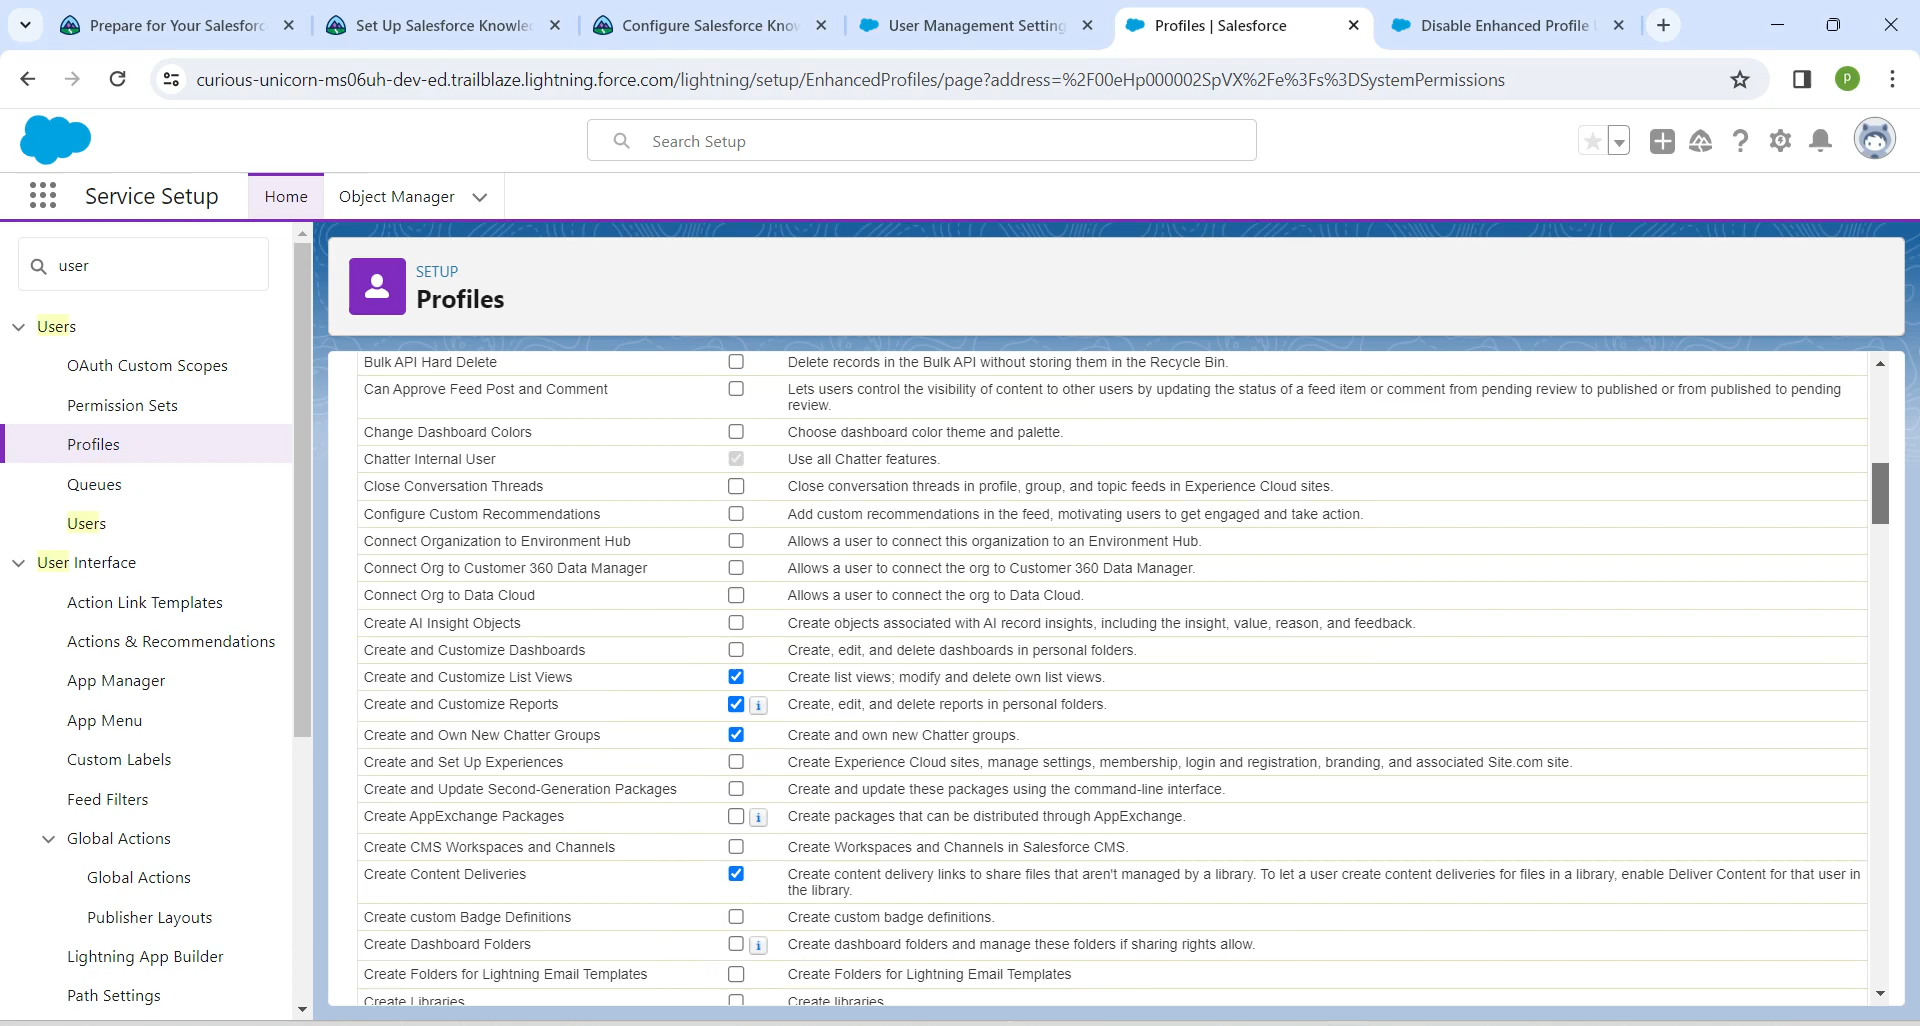 Prepare for Your Salesforc
Set Up Salesforce Knowle
Configure Salesforce Kno
User Management Setting
Profiles | Salesforce
Disable Enhanced Profile
curious-unicorn-ms06uh-dev-ed.trailblaze.lightning.force.com/lightning/setup/EnhancedProfiles/page?address=%2F00eHp000002SpVX%2Fe%3Fs%3DSystemPermissions
P
Search Setup
Service Setup
Home
Object Manager
user
Users
OAuth Custom Scopes
Permission Sets
Profiles
Queues
Users
User Interface
Action Link Templates
Actions & Recommendations
App Manager
App Menu
Custom Labels
Feed Filters
Global Actions
Global Actions
Publisher Layouts
Lightning App Builder
Path Settings
SETUP
Profiles
Bulk API Hard Delete Delete records in the Bulk API without storing them in the Recycle Bin.
Can Approve Feed Post and Comment Lets users control the visibility of content to other users by updating the status of a feed item or comment from pending review to published or from published to pending
review.
Change Dashboard Colors Choose dashboard color theme and palette.
Chatter Internal User Use all Chatter features.
Close Conversation Threads Close conversation threads in profile, group, and topic feeds in Experience Cloud sites.
Configure Custom Recommendations Add custom recommendations in the feed, motivating users to get engaged and take action.
Connect Organization to Environment Hub Allows a user to connect this organization to an Environment Hub.
Connect Org to Customer 360 Data Manager Allows a user to connect the org to Customer 360 Data Manager.
Connect Org to Data Cloud Allows a user to connect the org to Data Cloud.
Create AI Insight Objects Create objects associated with AI record insights, including the insight, value, reason, and feedback.
Create and Customize Dashboards Create, edit, and delete dashboards in personal folders.
Create and Customize List Views Create list views; modify and delete own list views.
Create and Customize Reports i Create, edit, and delete reports in personal folders.
Create and Own New Chatter Groups Create and own new Chatter groups.
Create and Set Up Experiences Create Experience Cloud sites, manage settings, membership, login and registration, branding, and associated Site.com site.
Create and Update Second-Generation Packages Create and update these packages using the command-line interface.
Create AppExchange Packages i Create packages that can be distributed through AppExchange.
Create CMS Workspaces and Channels Create Workspaces and Channels in Salesforce CMS.
Create Content Deliveries Create content delivery links to share files that aren't managed by a library. To let a user create content deliveries for files in a library, enable Deliver Content for that user in
the library.
Create custom Badge Definitions Create custom badge definitions.
Create Dashboard Folders i Create dashboard folders and manage these folders if sharing rights allow.
Create Folders for Lightning Email Templates Create Folders for Lightning Email Templates
Create Libraries Create libraries